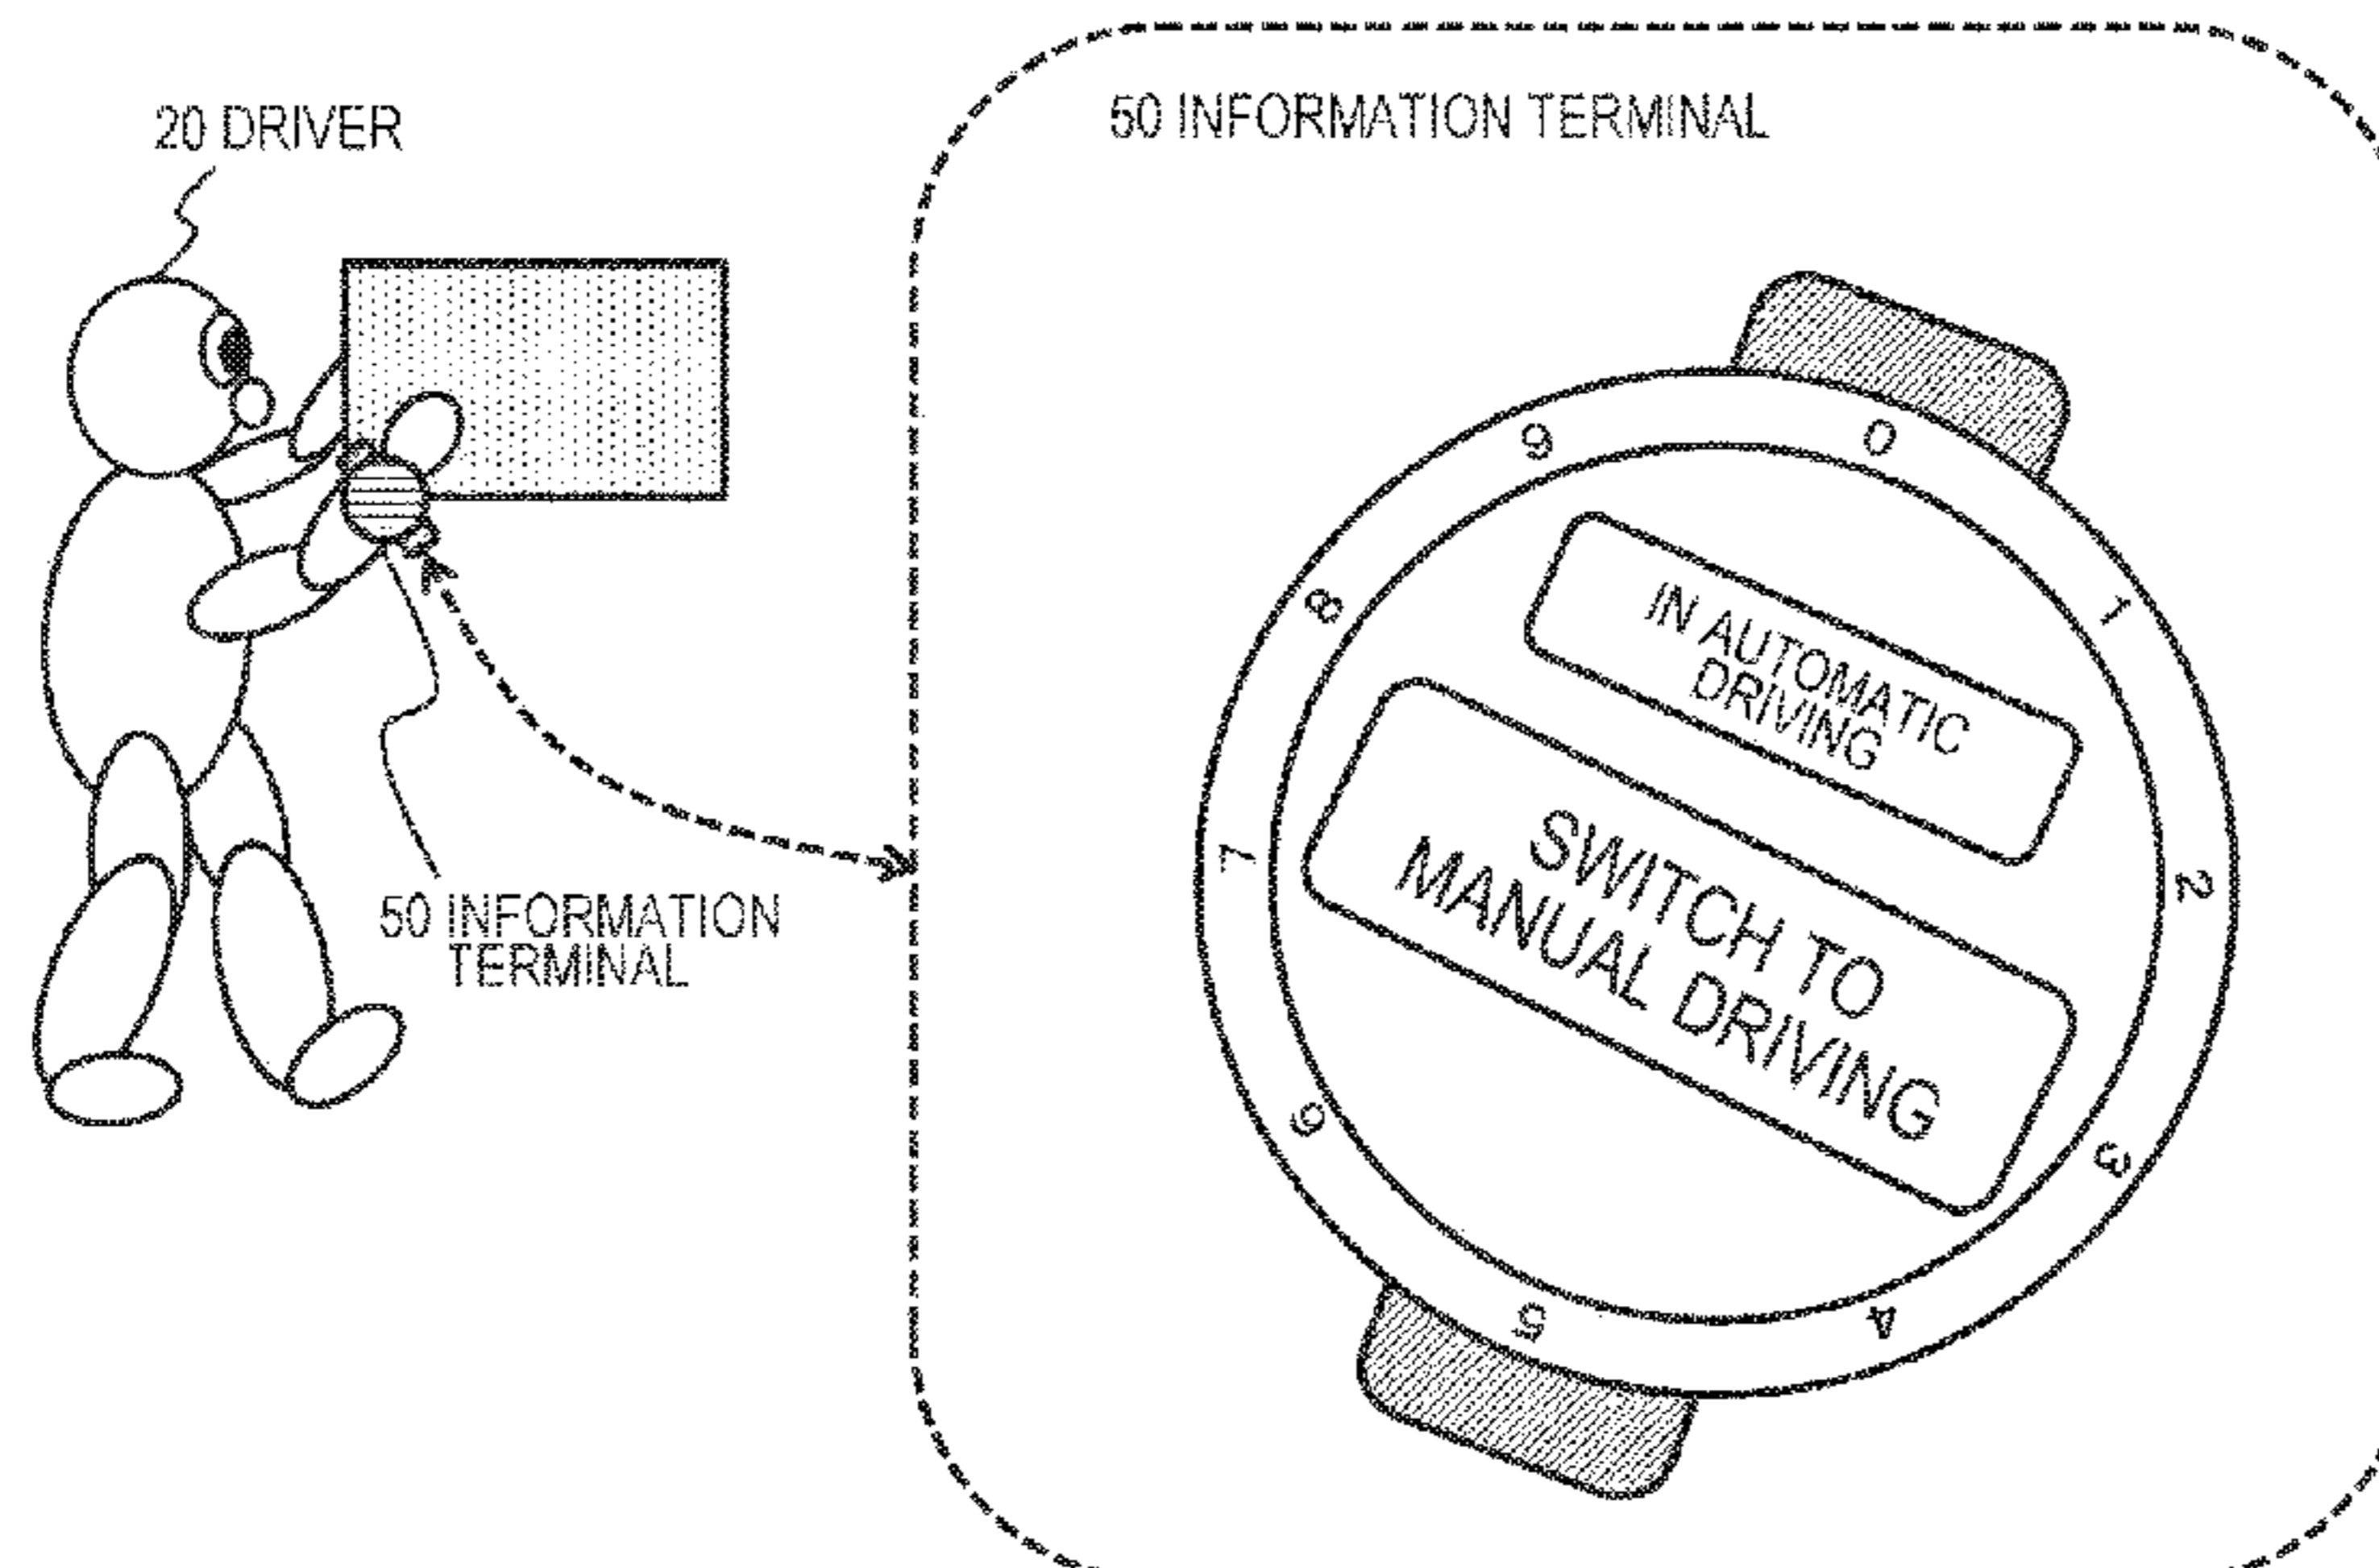 20 DRIVER
50 INFORMATION
TERMINAL
50 INFORMATION TERMINAL
0
1
2
3
4
5
6
7
8
9
IN AUTOMATIC
DRIVING
SWITCH TO
MANUAL DRIVING